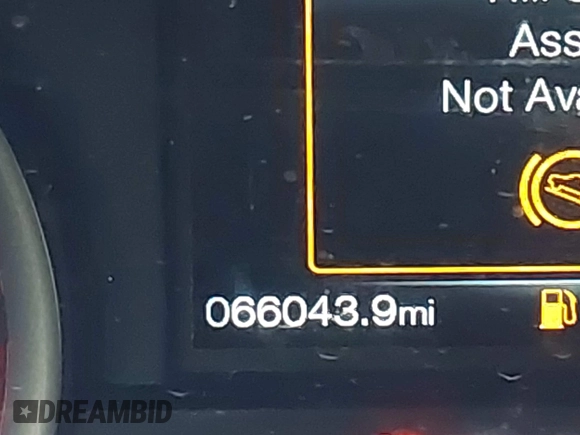 Ass
Not Ava
066043.9mi
DREAMBID